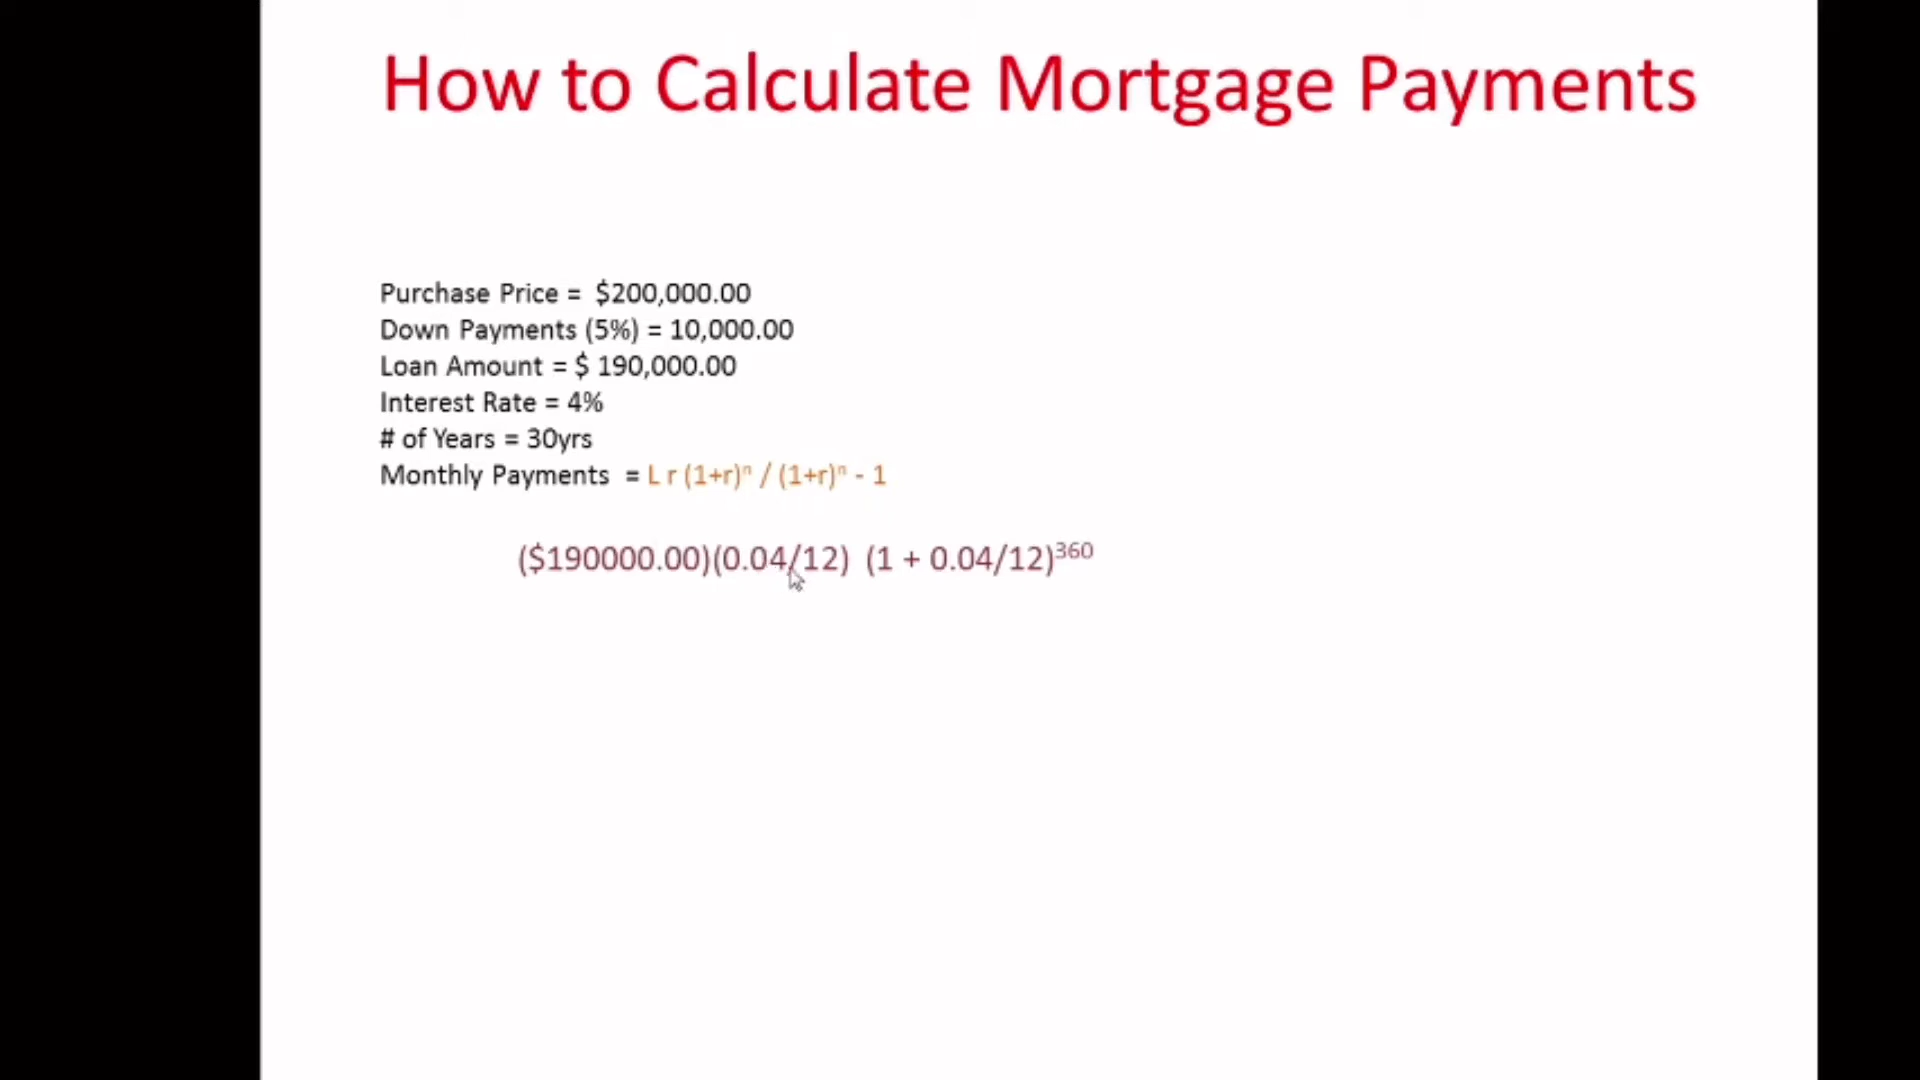 How to Calculate Mortgage Payments
Purchase Price = $200,000.00
Down Payments (5%) = 10,000.00
Loan Amount = $ 190,000.00
Interest Rate = 4%
# of Years = 30yrs
Monthly Payments = L r (1+r)ⁿ / (1+r)ⁿ - 1
($190000.00)(0.04/12) (1 + 0.04/12)³⁶⁰